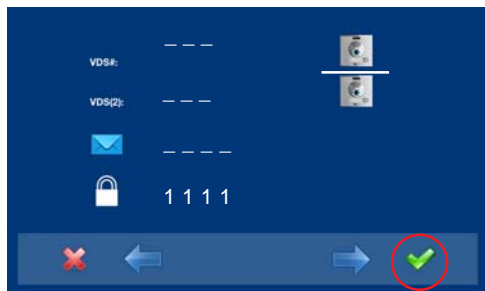 VDS#: _ _ _
VDS(2): _ _ _
_ _ _ _
1 1 1 1